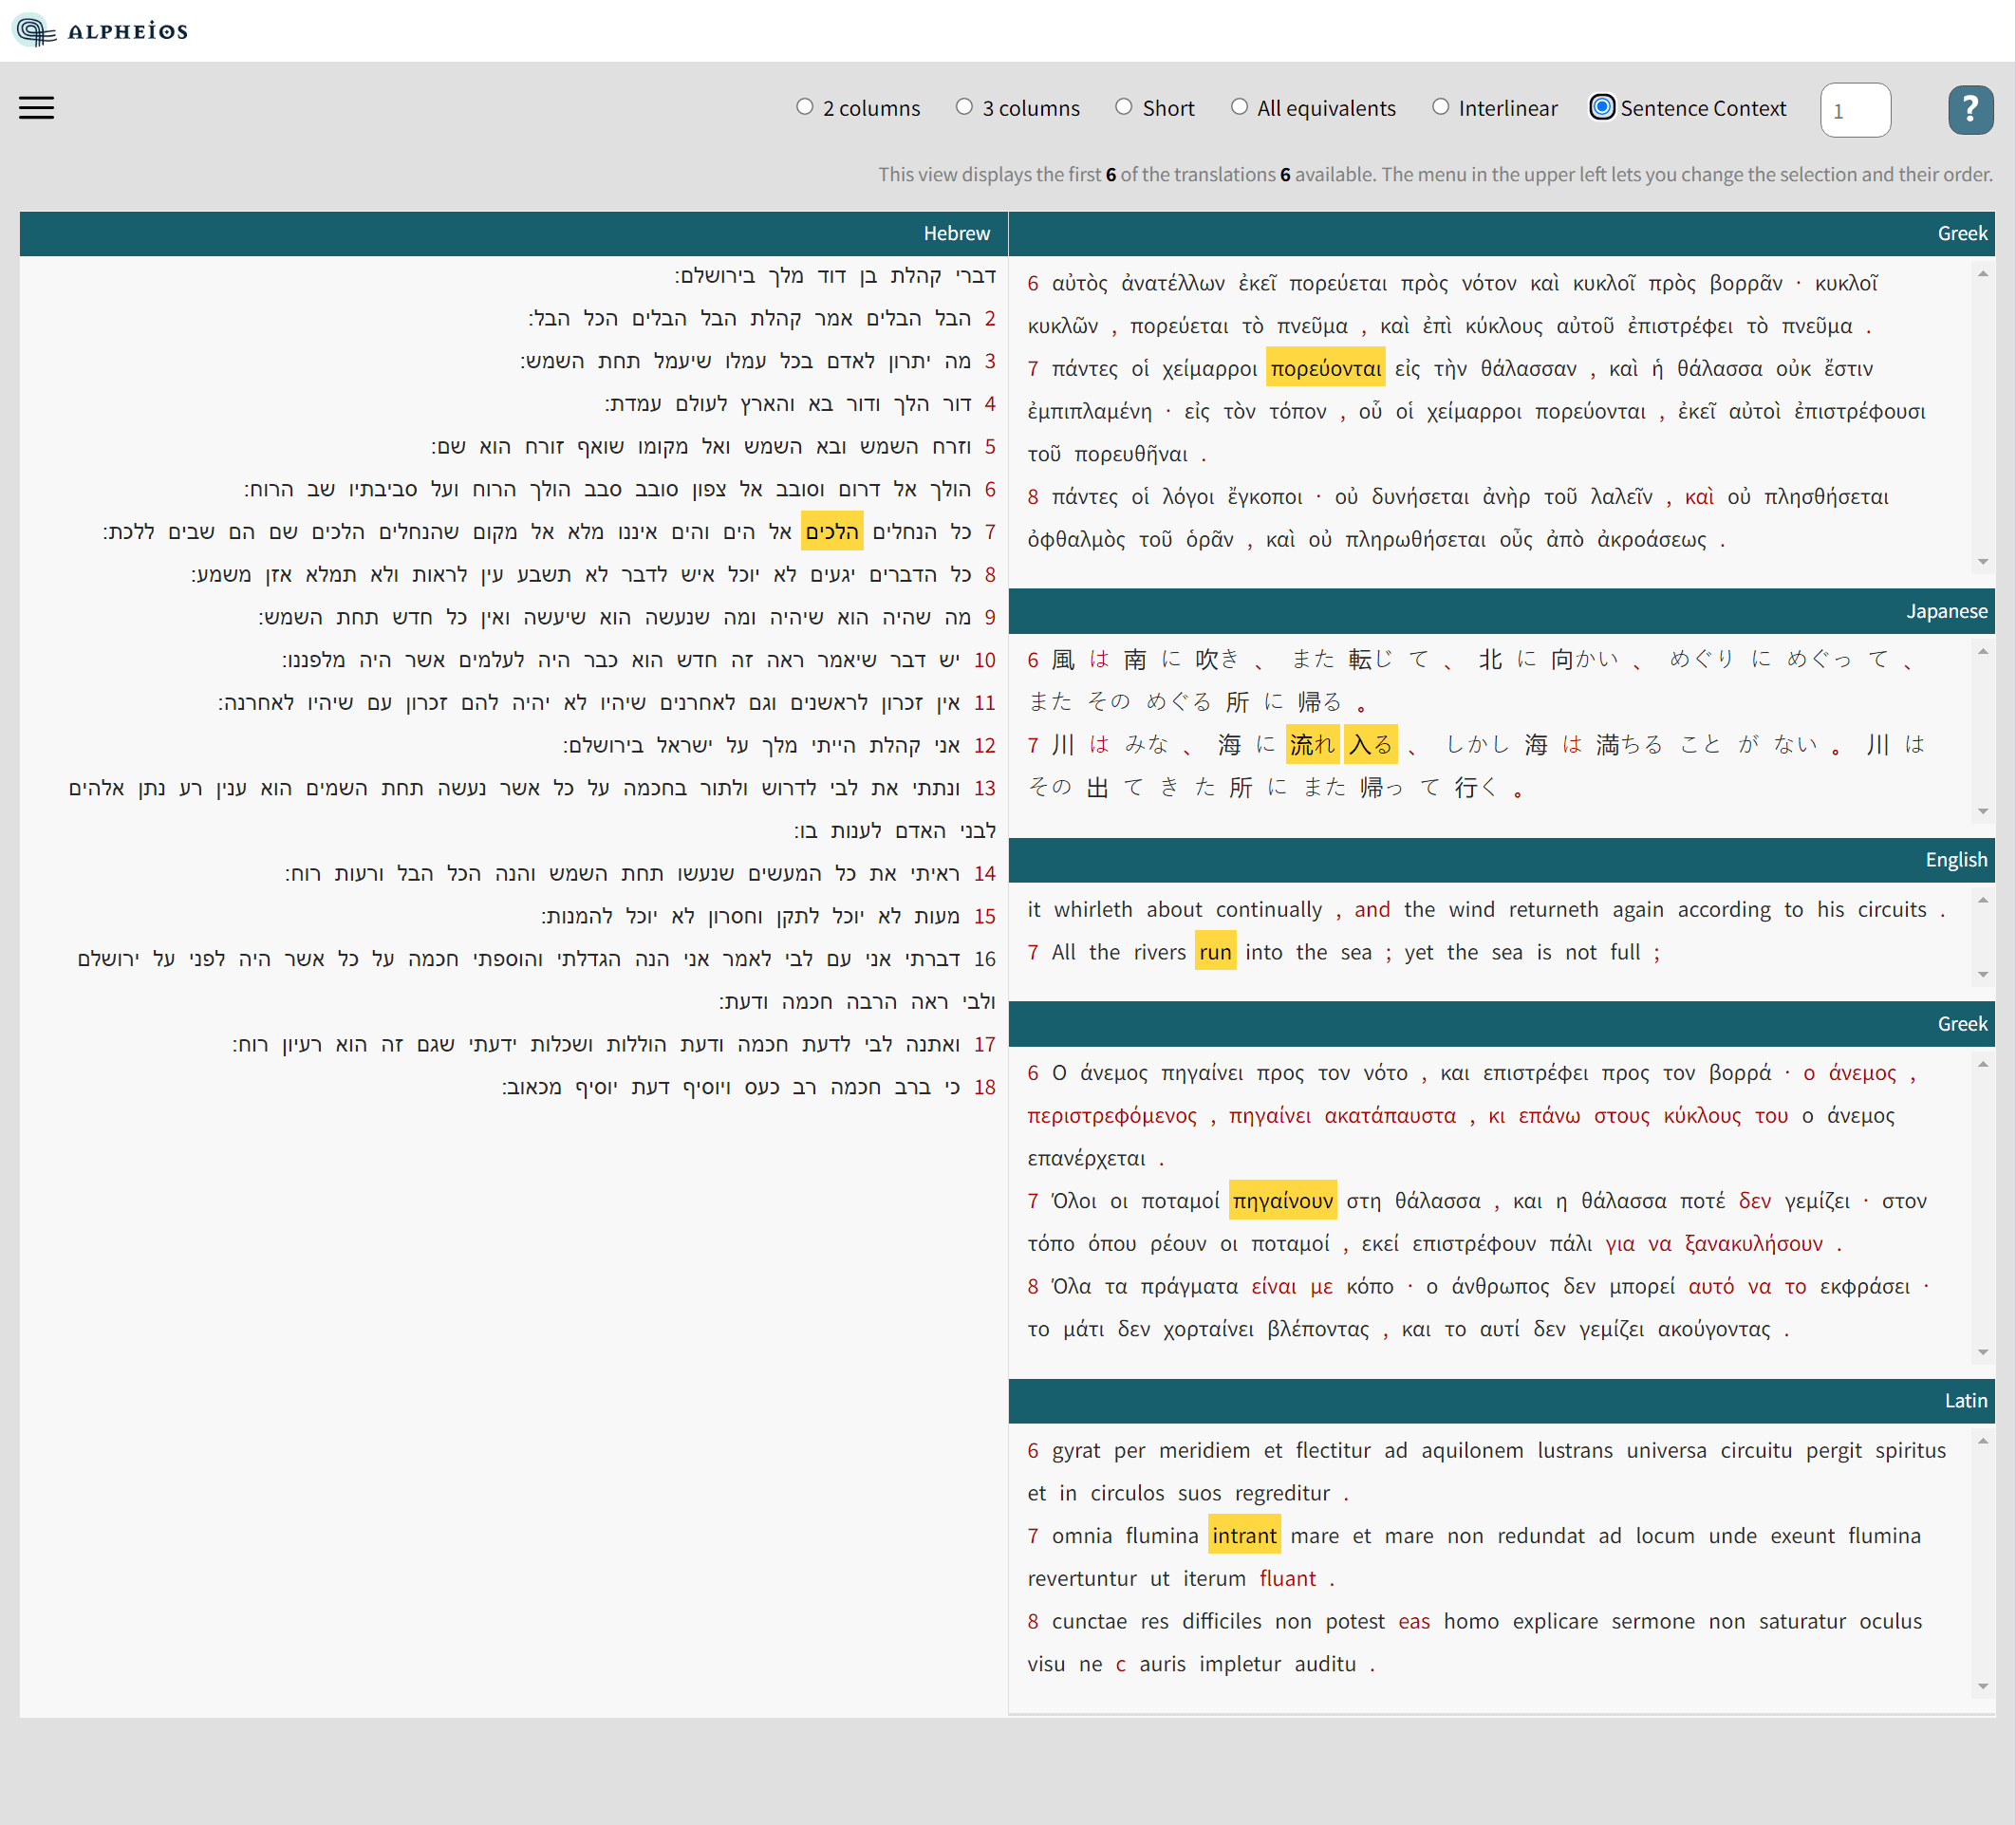 ALPHEIOS
2 columns 3 columns Short All equivalents Interlinear Sentence Context 1 ?
This view displays the first 6 of the translations 6 available. The menu in the upper left lets you change the selection and their order.
Hebrew
דברי קהלת בן דוד מלך בירושלם:
2 הבל הבלים אמר קהלת הבל הבלים הכל הבל:
3 מה יתרון לאדם בכל עמלו שיעמל תחת השמש:
4 דור הלך ודור בא והארץ לעולם עמדת:
5 וזרח השמש ובא השמש ואל מקומו שואף זורח הוא שם:
6 הולך אל דרום וסובב אל צפון סובב סבב הולך הרוח ועל סביבתיו שב הרוח:
7 כל הנחלים הלכים אל הים והים איננו מלא אל מקום שהנחלים הלכים שם הם שבים ללכת:
8 כל הדברים יגעים לא יוכל איש לדבר לא תשבע עין לראות ולא תמלא אזן משמע:
9 מה שהיה הוא שיהיה ומה שנעשה הוא שיעשה ואין כל חדש תחת השמש:
10 יש דבר שיאמר ראה זה חדש הוא כבר היה לעלמים אשר היה מלפננו:
11 אין זכרון לראשנים וגם לאחרנים שיהיו לא יהיה להם זכרון עם שיהיו לאחרנה:
12 אני קהלת הייתי מלך על ישראל בירושלם:
13 ונתתי את לבי לדרוש ולתור בחכמה על כל אשר נעשה תחת השמים הוא ענין רע נתן אלהים
לבני האדם לענות בו:
14 ראיתי את כל המעשים שנעשו תחת השמש והנה הכל הבל ורעות רוח:
15 מעות לא יוכל לתקן וחסרון לא יוכל להמנות:
16 דברתי אני עם לבי לאמר אני הנה הגדלתי והוספתי חכמה על כל אשר היה לפני על ירושלם
ולבי ראה הרבה חכמה ודעת:
17 ואתנה לבי לדעת חכמה ודעת הוללות ושכלות ידעתי שגם זה הוא רעיון רוח:
18 כי ברב חכמה רב כעס ויוסיף דעת יוסיף מכאוב:
Greek
6 αὐτὸς ἀνατέλλων ἐκεῖ πορεύεται πρὸς νότον καὶ κυκλοῖ πρὸς βορρᾶν · κυκλοῖ
κυκλῶν , πορεύεται τὸ πνεῦμα , καὶ ἐπὶ κύκλους αὐτοῦ ἐπιστρέφει τὸ πνεῦμα .
7 πάντες οἱ χείμαρροι πορεύονται εἰς τὴν θάλασσαν , καὶ ἡ θάλασσα οὐκ ἔστιν
ἐμπιπλαμένη · εἰς τὸν τόπον , οὗ οἱ χείμαρροι πορεύονται , ἐκεῖ αὐτοὶ ἐπιστρέφουσι
τοῦ πορευθῆναι .
8 πάντες οἱ λόγοι ἔγκοποι · οὐ δυνήσεται ἀνὴρ τοῦ λαλεῖν , καὶ οὐ πλησθήσεται
ὀφθαλμὸς τοῦ ὁρᾶν , καὶ οὐ πληρωθήσεται οὖς ἀπὸ ἀκροάσεως .
Japanese
6 風 は 南 に 吹き 、 また 転じ て 、 北 に 向かい 、 めぐり に めぐっ て 、
また その めぐる 所 に 帰る 。
7 川 は みな 、 海 に 流れ 入る 、 しかし 海 は 満ちる こと が ない 。 川 は
その 出 て き た 所 に また 帰っ て 行く 。
English
it whirleth about continually , and the wind returneth again according to his circuits .
7 All the rivers run into the sea ; yet the sea is not full ;
Greek
6 Ο άνεμος πηγαίνει προς τον νότο , και επιστρέφει προς τον βορρά · ο άνεμος ,
περιστρεφόμενος , πηγαίνει ακατάπαυστα , κι επάνω στους κύκλους του ο άνεμος
επανέρχεται .
7 Όλοι οι ποταμοί πηγαίνουν στη θάλασσα , και η θάλασσα ποτέ δεν γεμίζει · στον
τόπο όπου ρέουν οι ποταμοί , εκεί επιστρέφουν πάλι για να ξανακυλήσουν .
8 Όλα τα πράγματα είναι με κόπο · ο άνθρωπος δεν μπορεί αυτό να το εκφράσει ·
το μάτι δεν χορταίνει βλέποντας , και το αυτί δεν γεμίζει ακούγοντας .
Latin
6 gyrat per meridiem et flectitur ad aquilonem lustrans universa circuitu pergit spiritus
et in circulos suos regreditur .
7 omnia flumina intrant mare et mare non redundat ad locum unde exeunt flumina
revertuntur ut iterum fluant .
8 cunctae res difficiles non potest eas homo explicare sermone non saturatur oculus
visu ne c auris impletur auditu .